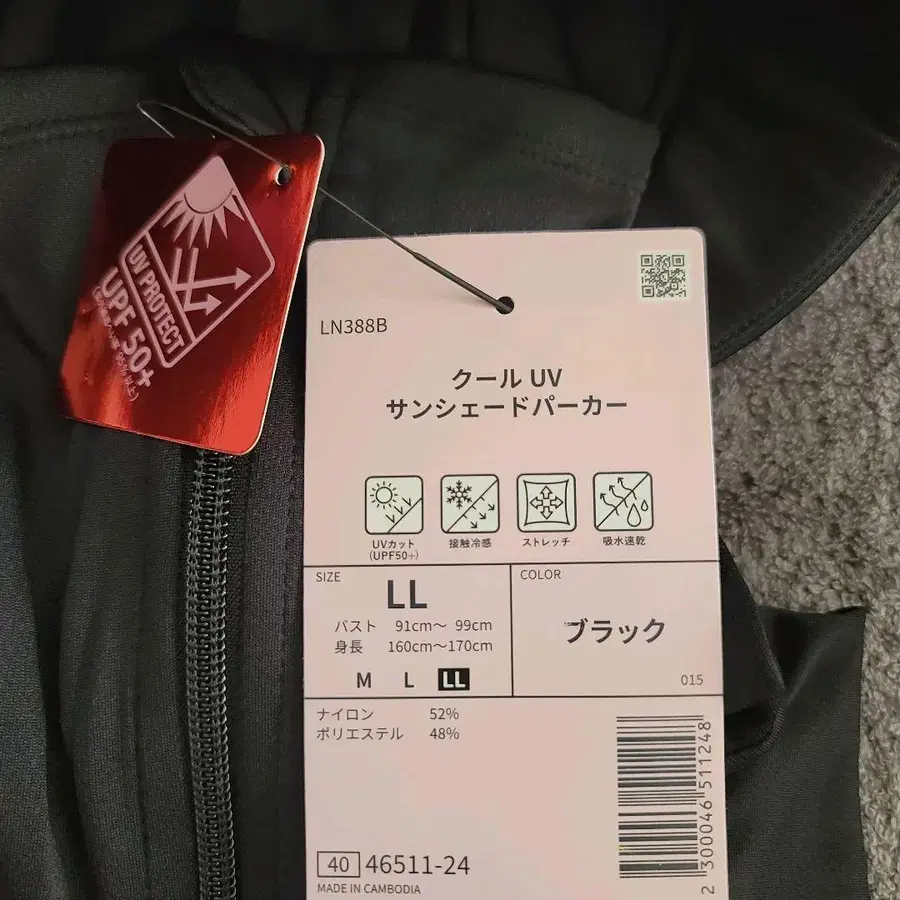 UV PROTECT
UPF 50+
LN388B
クール UV
サンシェードパーカー
UVカット
(UPF50+)
接触冷感
ストレッチ
吸水速乾
SIZE
LL
バスト 91cm～ 99cm
身長 160cm～170cm
M L LL
COLOR
ブラック
015
ナイロン 52%
ポリエステル 48%
2 300046 511248
40 46511-24
MADE IN CAMBODIA